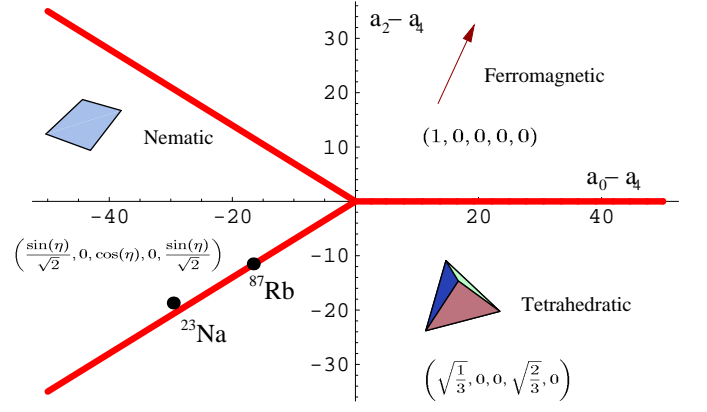 a₂– a₄
30
Ferromagnetic
20
Nematic
(1, 0, 0, 0, 0)
10
a₀– a₄
-40 -20 20 40
(sin(η)/√2, 0, cos(η), 0, sin(η)/√2)
-10
⁸⁷Rb
Tetrahedratic
-20
²³Na
-30
(√(1/3), 0, 0, √(2/3), 0)